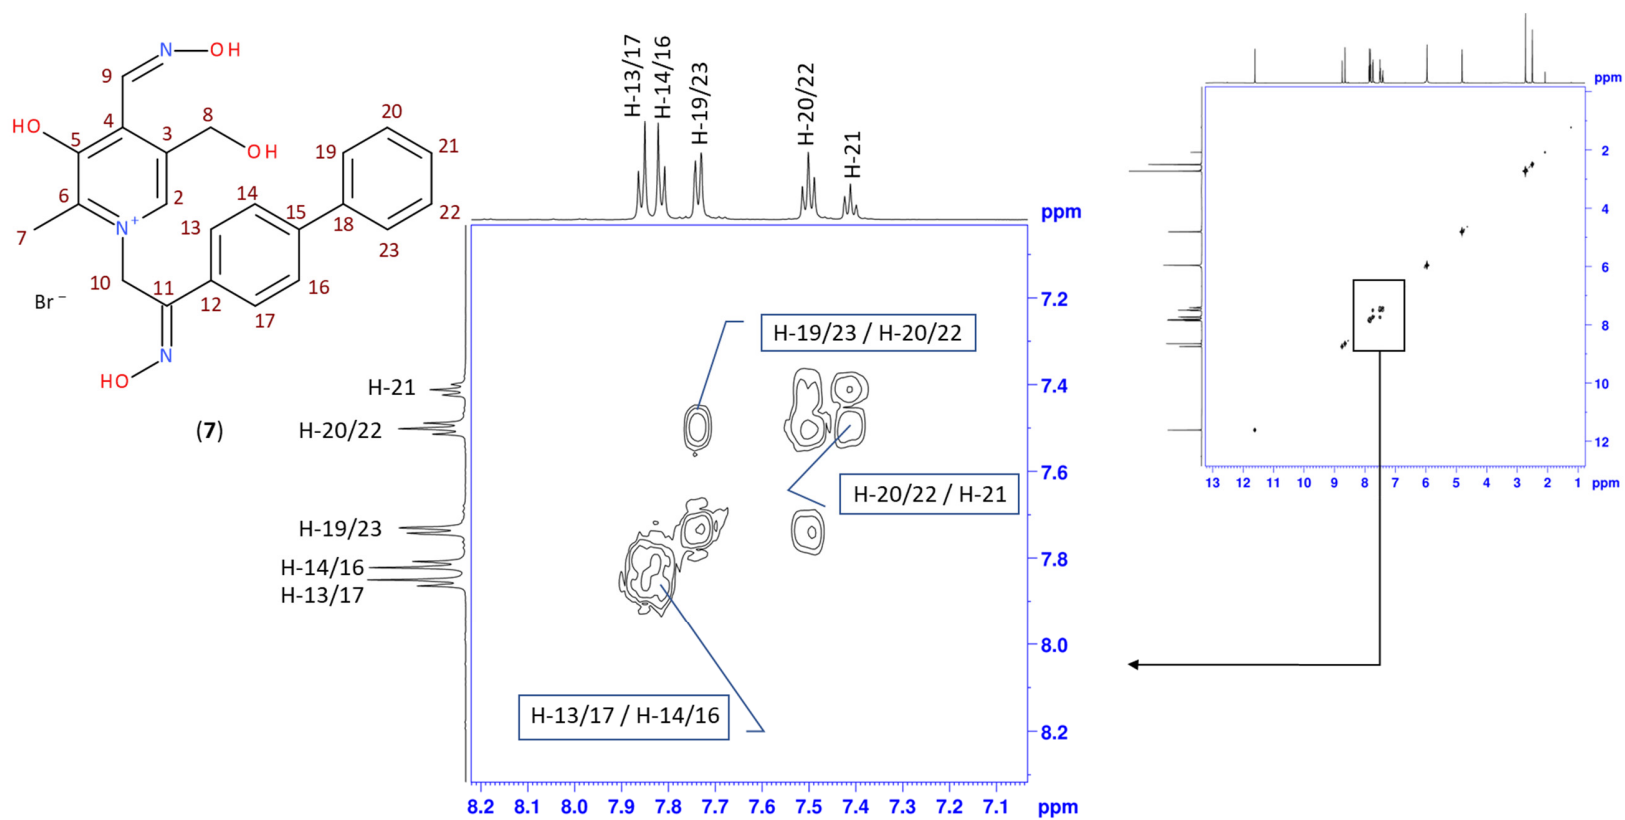 N
OH
9
8
4
3
HO
5
OH
6
2
7
N⁺
10
11
Br⁻
N
HO
12
13
14
15
16
17
18
19
20
21
22
23
(7)
H-13/17
H-14/16
H-19/23
H-20/22
H-21
ppm
H-21
H-20/22
H-19/23
H-14/16
H-13/17
H-19/23 / H-20/22
H-20/22 / H-21
H-13/17 / H-14/16
7.2
7.4
7.6
7.8
8.0
8.2
8.2 8.1 8.0 7.9 7.8 7.7 7.6 7.5 7.4 7.3 7.2 7.1 ppm
ppm
2
4
6
8
10
12
13 12 11 10 9 8 7 6 5 4 3 2 1 ppm